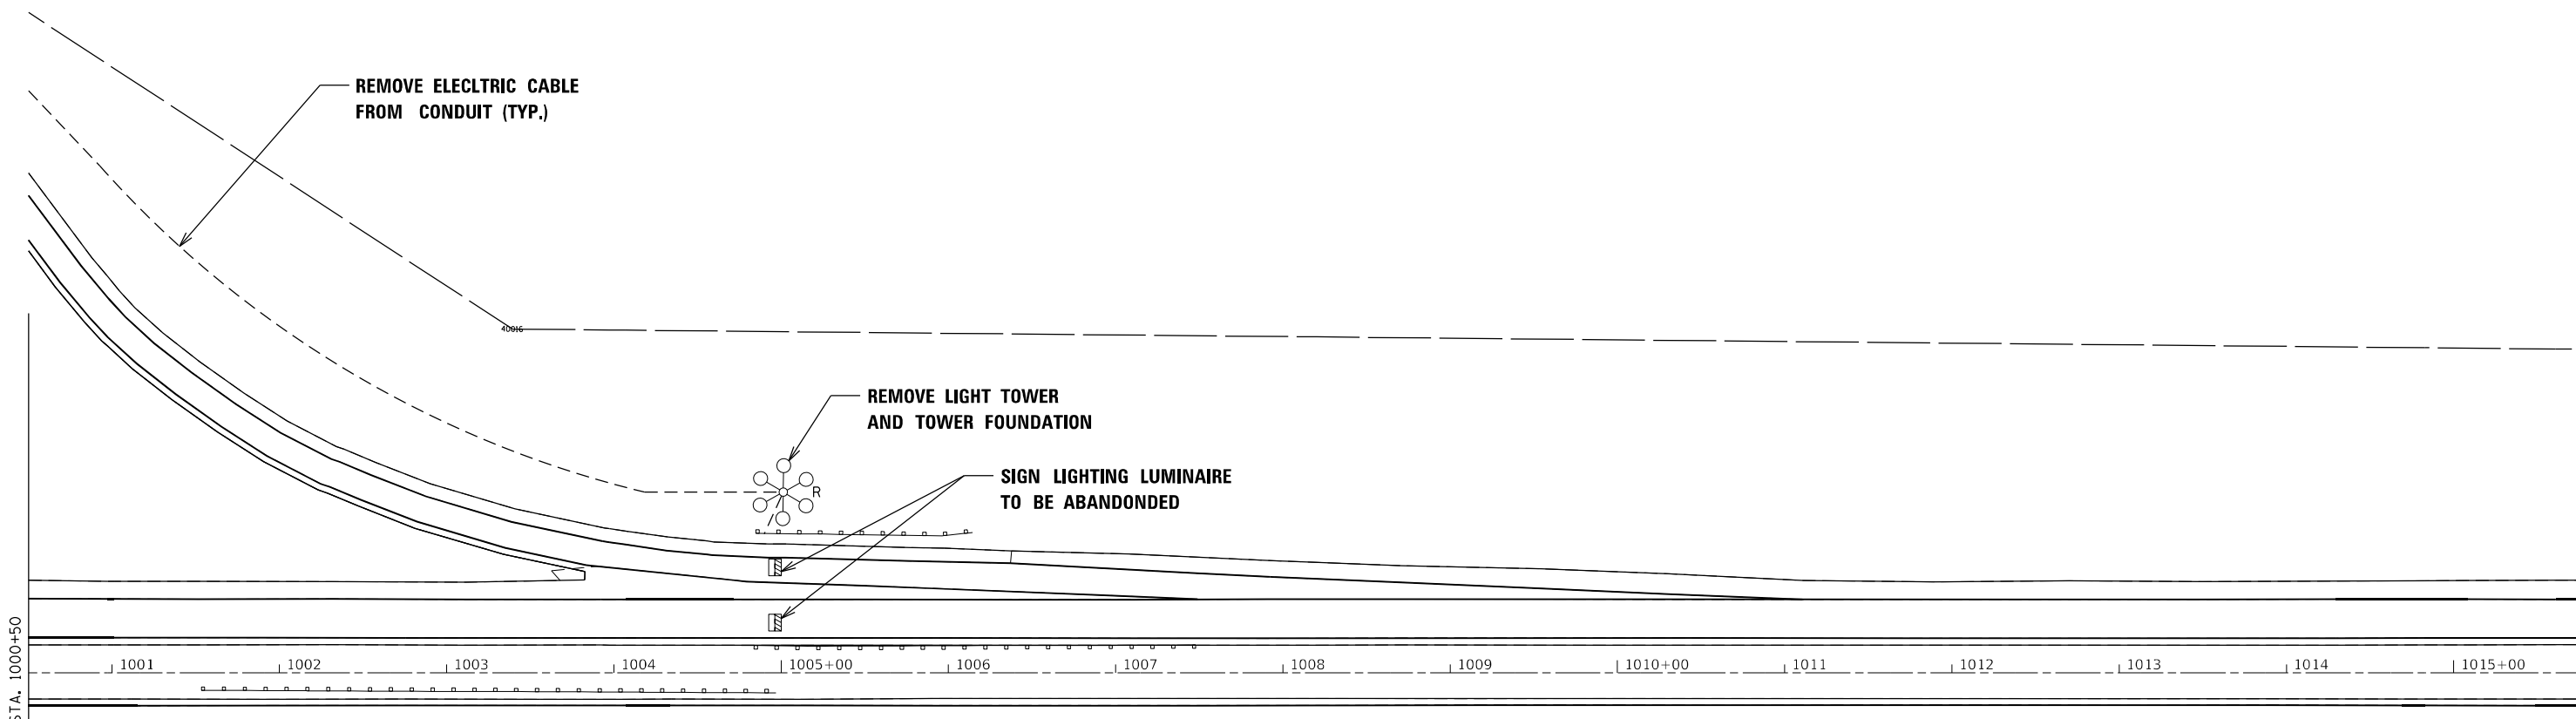 REMOVE ELECLTRIC CABLE
FROM CONDUIT (TYP.)
40016
REMOVE LIGHT TOWER
AND TOWER FOUNDATION
R
SIGN LIGHTING LUMINAIRE
TO BE ABANDONDED
STA. 1000+50
1001 1002 1003 1004 1005+00 1006 1007 1008 1009 1010+00 1011 1012 1013 1014 1015+00